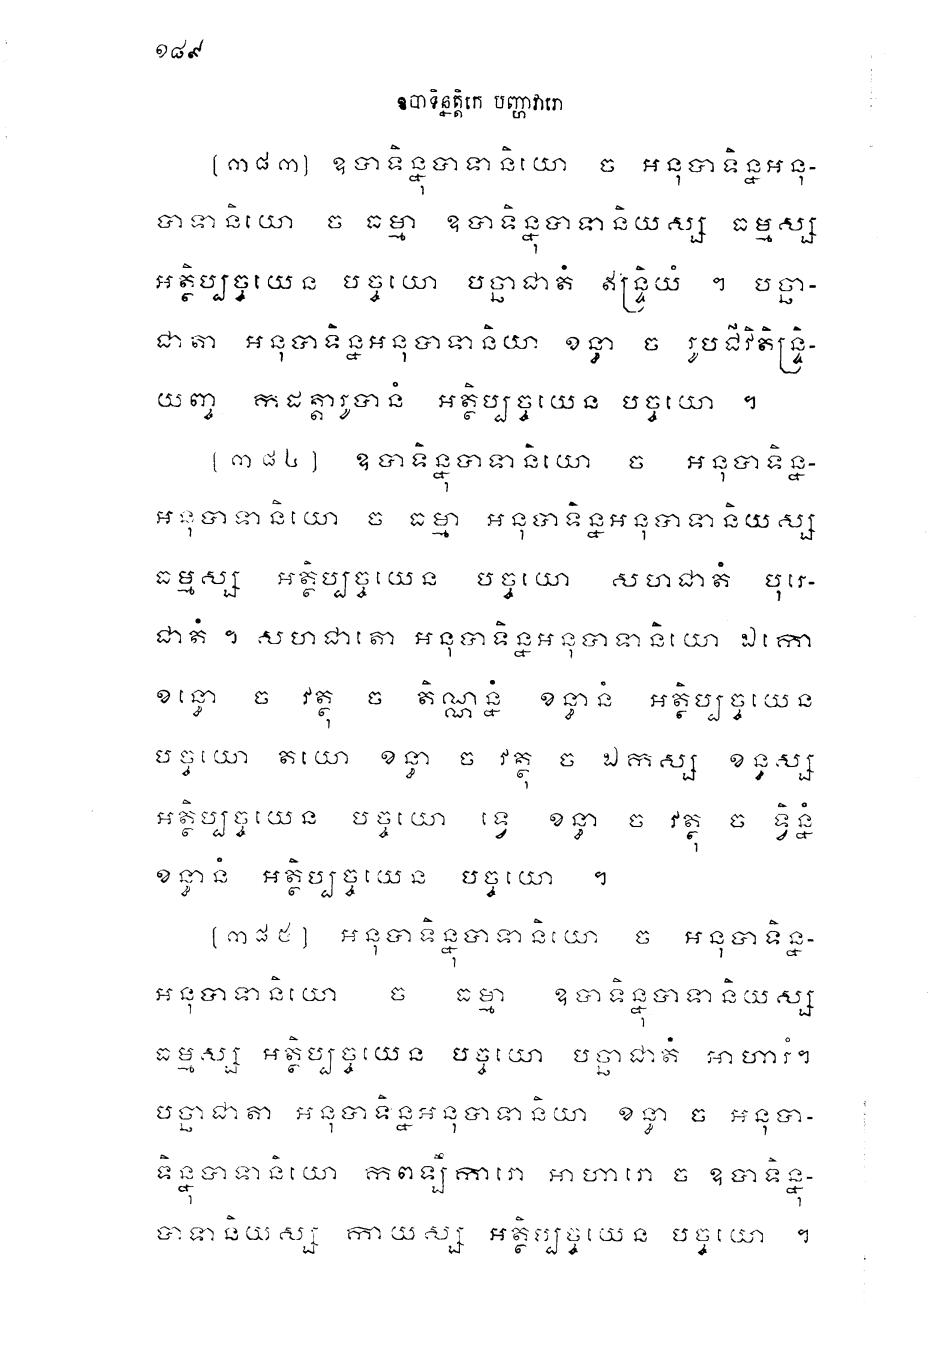 ១៨៩
ឧបាទិន្នត្តិកេ បញ្ហាវារោ
[៣៨៣] ឧបាទិន្នុបាទានិយោ ច អនុបាទិន្នអនុ-
បាទានិយោ ច ធម្មា ឧបាទិន្នុបាទានិយស្ស ធម្មស្ស
អត្ថិប្បច្ចយេន បច្ចយោ បច្ឆាជាតំ ឥន្ទ្រិយំ ។ បច្ឆា-
ជាតា អនុបាទិន្នអនុបាទានិយា ខន្ធា ច រូបជីវិតិន្ទ្រិ-
យញ្ច កដត្តារូបានំ អត្ថិប្បច្ចយេន បច្ចយោ ។
[៣៨៤] ឧបាទិន្នុបាទានិយោ ច អនុបាទិន្ន-
អនុបាទានិយោ ច ធម្មា អនុបាទិន្នអនុបាទានិយស្ស
ធម្មស្ស អត្ថិប្បច្ចយេន បច្ចយោ សហជាតំ បុរេ-
ជាតំ ។ សហជាតោ អនុបាទិន្នអនុបាទានិយោ ឯកោ
ខន្ធោ ច វត្ថុ ច តិណ្ណន្នំ ខន្ធានំ អត្ថិប្បច្ចយេន
បច្ចយោ តយោ ខន្ធា ច វត្ថុ ច ឯកស្ស ខន្ធស្ស
អត្ថិប្បច្ចយេន បច្ចយោ ទ្វេ ខន្ធា ច វត្ថុ ច ទ្វិន្នំ
ខន្ធានំ អត្ថិប្បច្ចយេន បច្ចយោ ។
[៣៨៥] អនុបាទិន្នុបាទានិយោ ច អនុបាទិន្ន-
អនុបាទានិយោ ច ធម្មា ឧបាទិន្នុបាទានិយស្ស
ធម្មស្ស អត្ថិប្បច្ចយេន បច្ចយោ បច្ឆាជាតំ អាហារំ។
បច្ឆាជាតា អនុបាទិន្នអនុបាទានិយា ខន្ធា ច អនុបា-
ទិន្នុបាទានិយោ កពឡីការោ អាហារោ ច ឧបាទិន្នុ-
បាទានិយស្ស កាយស្ស អត្ថិប្បច្ចយេន បច្ចយោ ។